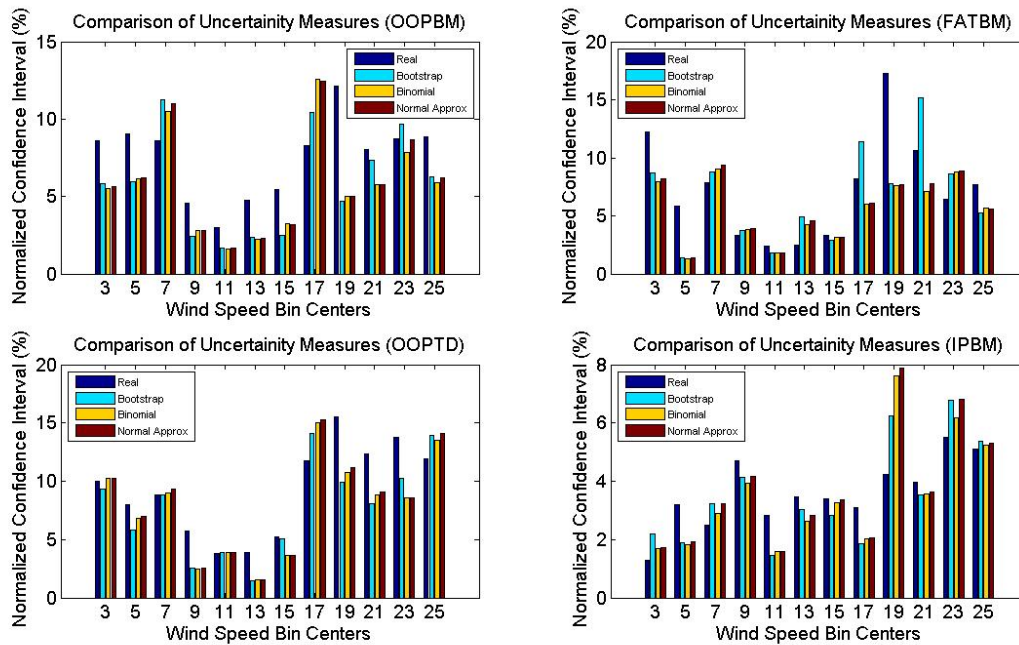 Comparison of Uncertainity Measures (OOPBM)
Normalized Confidence Interval (%)
15
10
5
0
Real
Bootstrap
Binomial
Normal Approx
3 5 7 9 11 13 15 17 19 21 23 25
Wind Speed Bin Centers
Comparison of Uncertainity Measures (FATBM)
Normalized Confidence Interval (%)
20
15
10
5
0
Real
Bootstrap
Binomial
Normal Approx
3 5 7 9 11 13 15 17 19 21 23 25
Wind Speed Bin Centers
Comparison of Uncertainity Measures (OOPTD)
Normalized Confidence Interval (%)
20
15
10
5
0
Real
Bootstrap
Binomial
Normal Approx
3 5 7 9 11 13 15 17 19 21 23 25
Wind Speed Bin Centers
Comparison of Uncertainity Measures (IPBM)
Normalized Confidence Interval (%)
8
6
4
2
0
Real
Bootstrap
Binomial
Normal Approx
3 5 7 9 11 13 15 17 19 21 23 25
Wind Speed Bin Centers